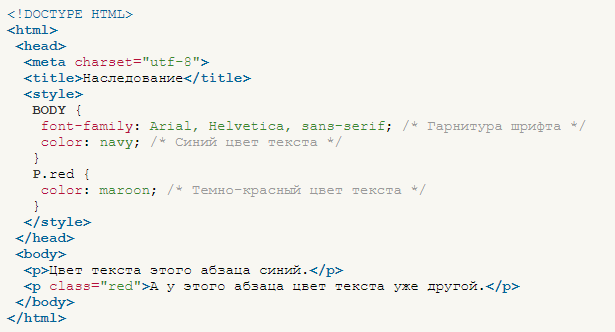 <!DOCTYPE HTML>
<html>
<head>
<meta charset="utf-8">
<title>Наследование</title>
<style>
BODY {
font-family: Arial, Helvetica, sans-serif; /* Гарнитура шрифта */
color: navy; /* Синий цвет текста */
}
P.red {
color: maroon; /* Темно-красный цвет текста */
}
</style>
</head>
<body>
<p>Цвет текста этого абзаца синий.</p>
<p class="red">А у этого абзаца цвет текста уже другой.</p>
</body>
</html>